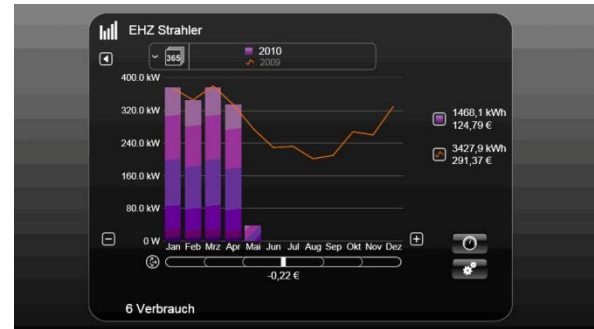 EHZ Strahler
365
2010
2009
400.0 kW
320.0 kW
240.0 kW
160.0 kW
80.0 kW
0 W
Jan Feb Mrz Apr Mai Jun Jul Aug Sep Okt Nov Dez
1468,1 kWh
124,79 €
3427,9 kWh
291,37 €
-0,22 €
6 Verbrauch